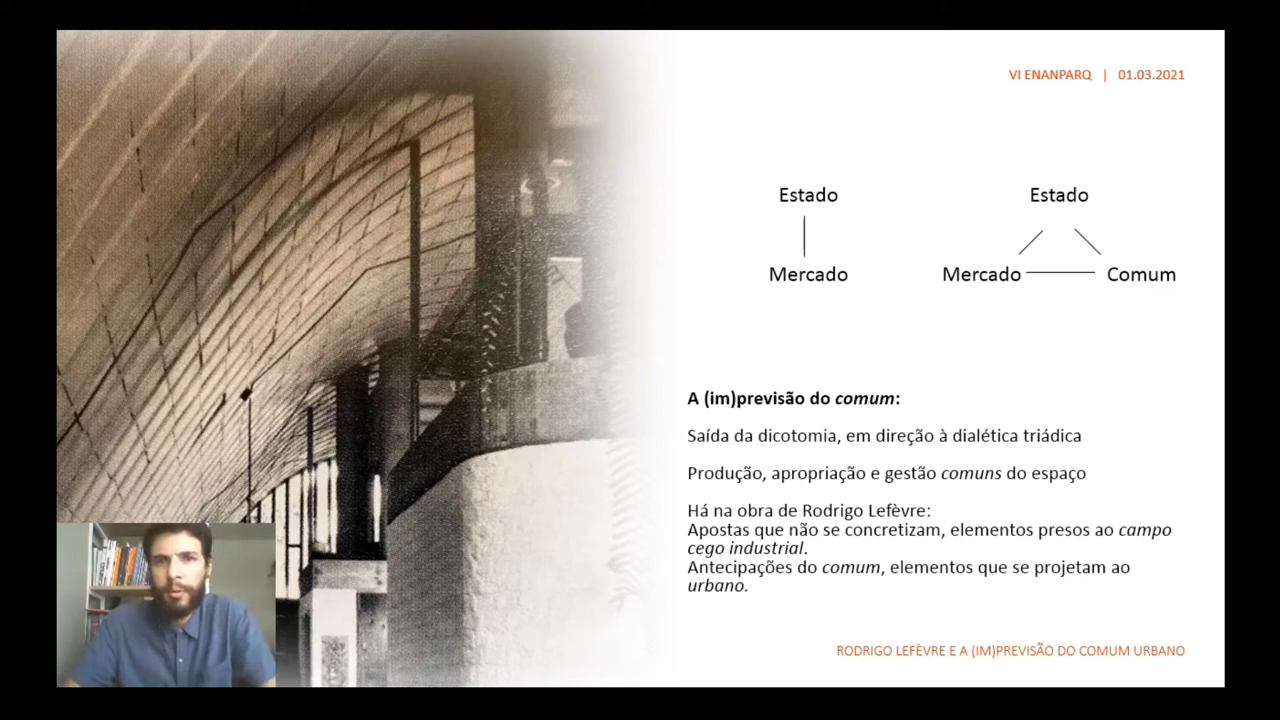 VI ENANPARQ | 01.03.2021
Estado
Mercado
Estado
Mercado Comum
A (im)previsão do comum:
Saída da dicotomia, em direção à dialética triádica
Produção, apropriação e gestão comuns do espaço
Há na obra de Rodrigo Lefèvre:
Apostas que não se concretizam, elementos presos ao campo
cego industrial.
Antecipações do comum, elementos que se projetam ao
urbano.
RODRIGO LEFÈVRE E A (IM)PREVISÃO DO COMUM URBANO